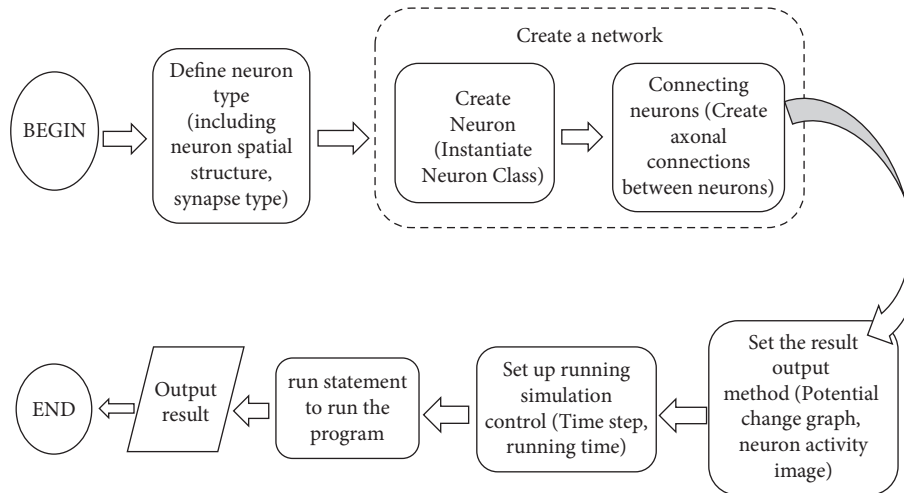 Create a network
BEGIN
Define neuron
type
(including
neuron spatial
structure,
synapse type)
Create
Neuron
(Instantiate
Neuron Class)
Connecting
neurons (Create
axonal
connections
between neurons)
Set the result
output
method (Potential
change graph,
neuron activity
image)
Set up running
simulation
control (Time step,
running time)
run statement
to run the
program
Output
result
END